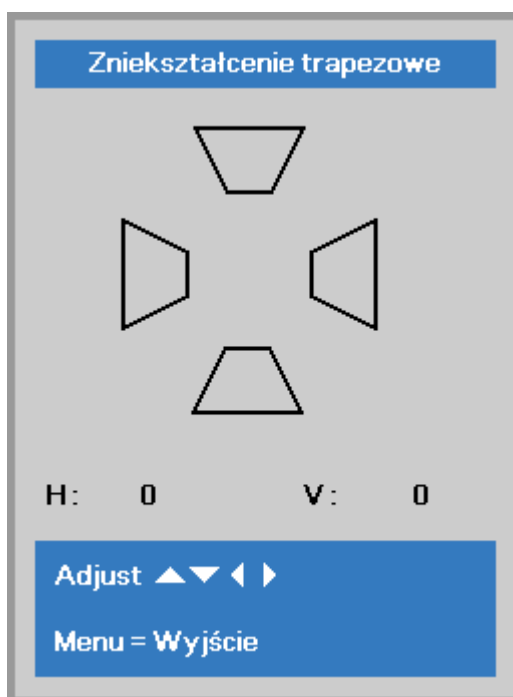 Zniekształcenie trapezowe
H: 0 V: 0
Adjust ▲▼◀▶
Menu = Wyjście